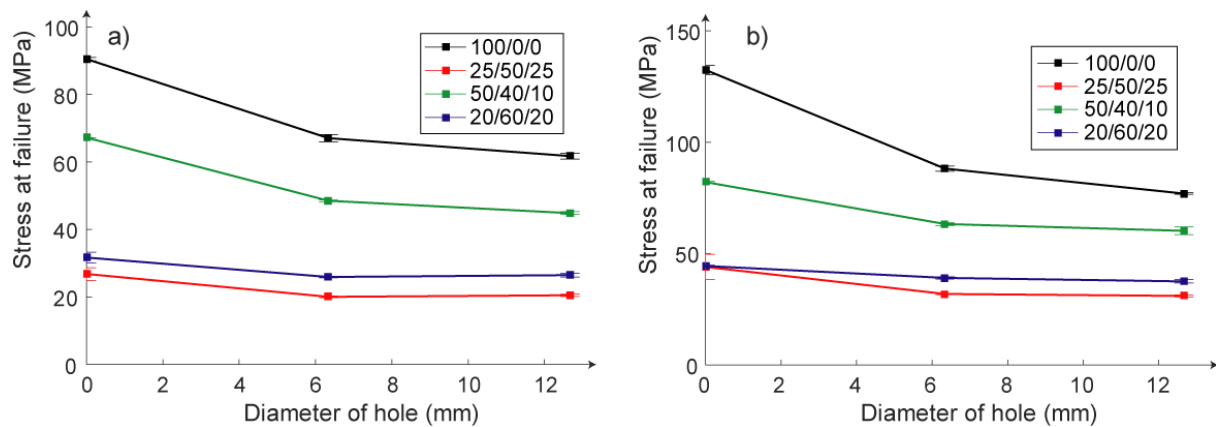 a)
100
80
60
40
20
0
Stress at failure (MPa)
100/0/0
25/50/25
50/40/10
20/60/20
0 2 4 6 8 10 12
Diameter of hole (mm)
b)
150
100
50
0
Stress at failure (MPa)
100/0/0
25/50/25
50/40/10
20/60/20
0 2 4 6 8 10 12
Diameter of hole (mm)